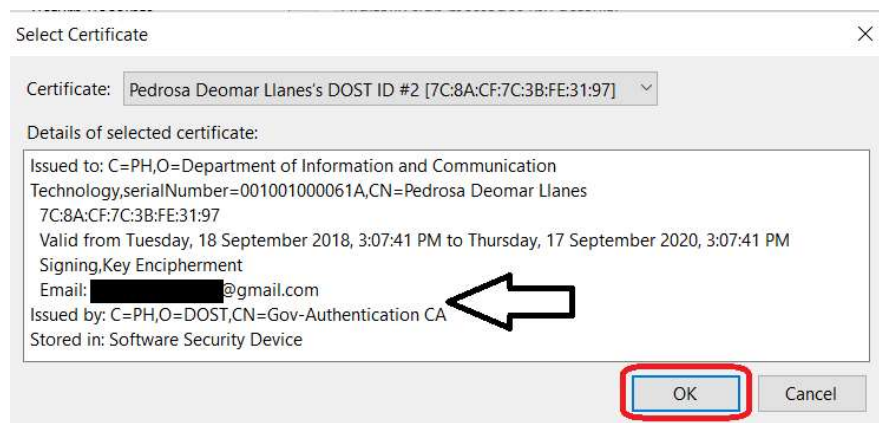 Select Certificate
Certificate: Pedrosa Deomar Llanes's DOST ID #2 [7C:8A:CF:7C:3B:FE:31:97]
Details of selected certificate:
Issued to: C=PH,O=Department of Information and Communication
Technology,serialNumber=001001000061A,CN=Pedrosa Deomar Llanes
7C:8A:CF:7C:3B:FE:31:97
Valid from Tuesday, 18 September 2018, 3:07:41 PM to Thursday, 17 September 2020, 3:07:41 PM
Signing,Key Encipherment
Email: @gmail.com
Issued by: C=PH,O=DOST,CN=Gov-Authentication CA
Stored in: Software Security Device
OK Cancel